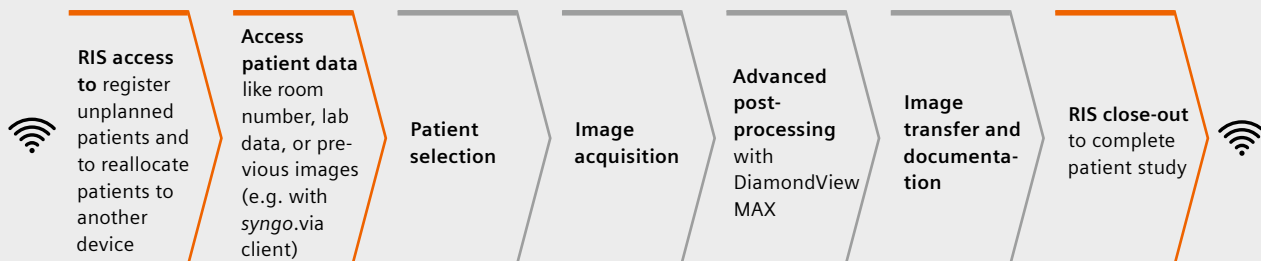 RIS access
to register
unplanned
patients and
to reallocate
patients to
another
device
Access
patient data
like room
number, lab
data, or pre-
vious images
(e.g. with
syngo.via
client)
Patient
selection
Image
acquisition
Advanced
post-
processing
with
DiamondView
MAX
Image
transfer and
documenta-
tion
RIS close-out
to complete
patient study